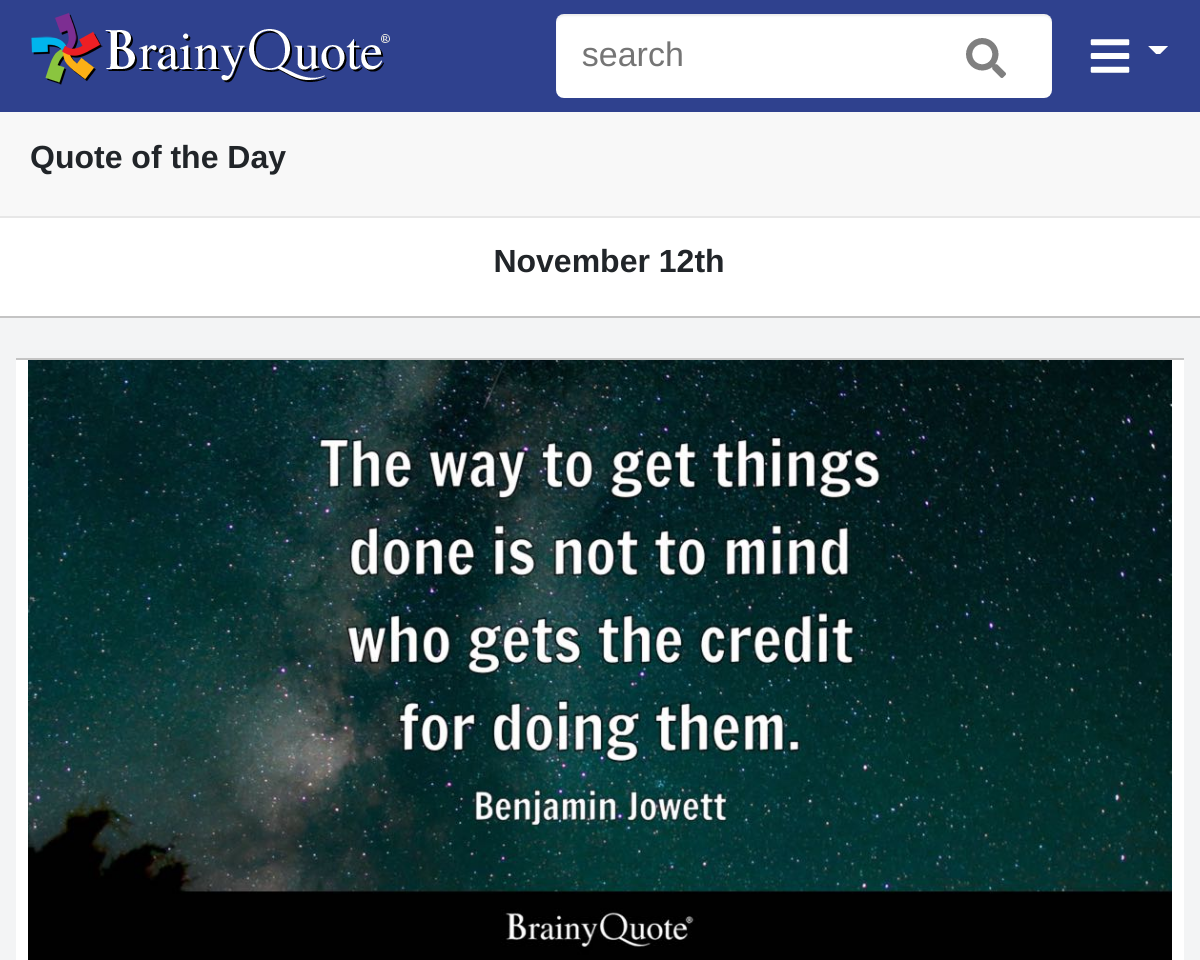 BrainyQuote®
search
Quote of the Day
November 12th
The way to get things
done is not to mind
who gets the credit
for doing them.
Benjamin Jowett
BrainyQuote®